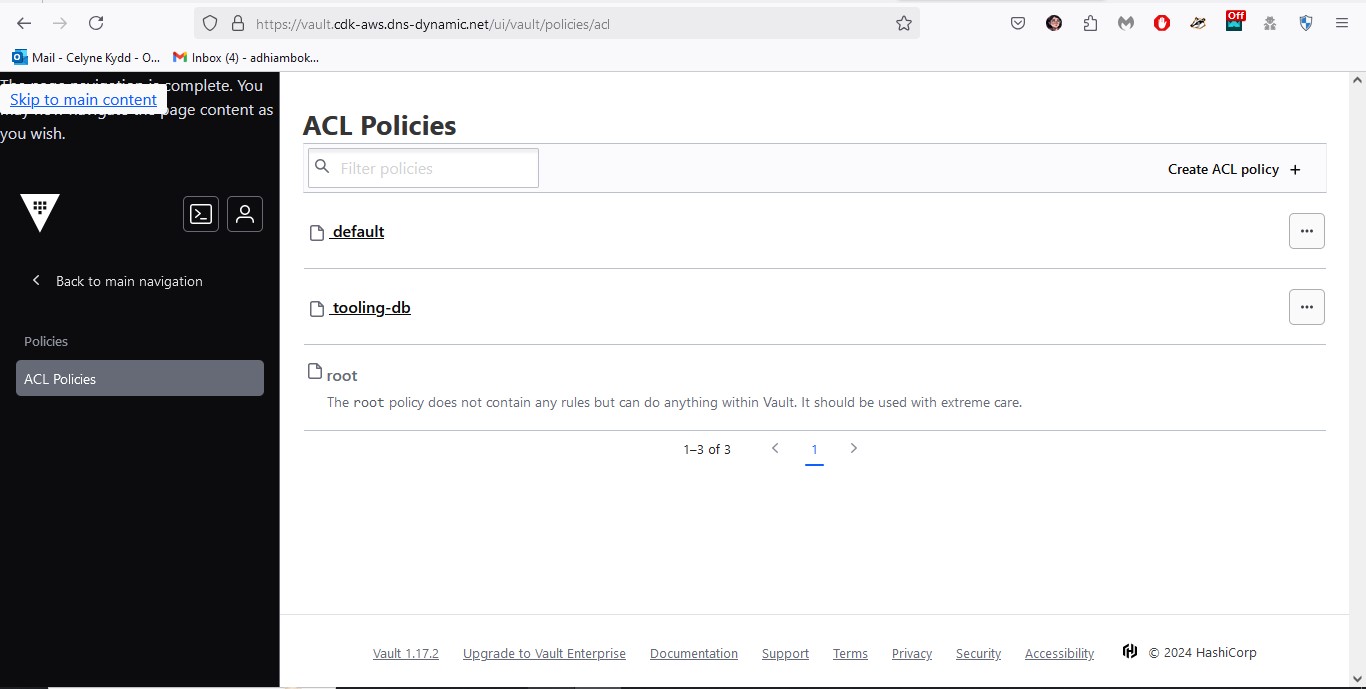 https://vault.cdk-aws.dns-dynamic.net/ui/vault/policies/acl
Off
Mail - Celyne Kydd - O...
Inbox (4) - adhiambok...
The page navigation is complete. You
Skip to main content
may now navigate the page content as
you wish.
Back to main navigation
Policies
ACL Policies
ACL Policies
Filter policies
Create ACL policy +
default
tooling-db
root
The root policy does not contain any rules but can do anything within Vault. It should be used with extreme care.
1–3 of 3
1
Vault 1.17.2
Upgrade to Vault Enterprise
Documentation
Support
Terms
Privacy
Security
Accessibility
© 2024 HashiCorp